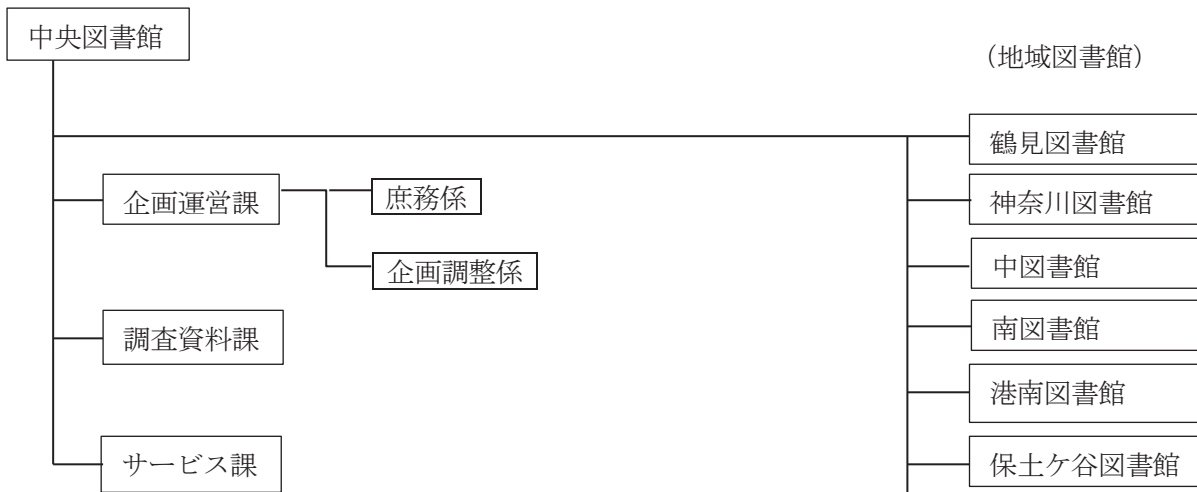 中央図書館
(地域図書館)
鶴見図書館
企画運営課
庶務係
神奈川図書館
企画調整係
中図書館
調査資料課
南図書館
港南図書館
サービス課
保土ケ谷図書館